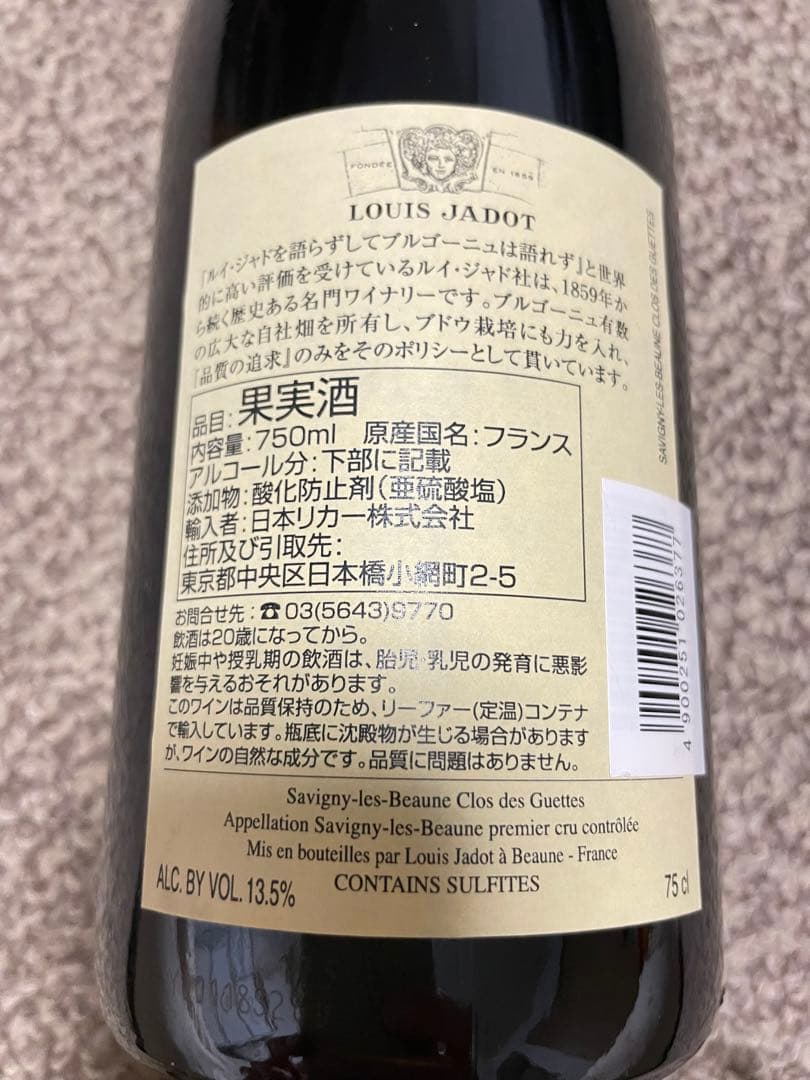 FONDÉE EN 1859
LOUIS JADOT
『ルイ・ジャドを語らずしてブルゴーニュは語れず』と世界
的に高い評価を受けているルイ・ジャド社は、1859年か
ら続く歴史ある名門ワイナリーです。ブルゴーニュ有数
の広大な自社畑を所有し、ブドウ栽培にも力を入れ、
『品質の追求』のみをそのポリシーとして貫いています。
品目:果実酒
内容量:750ml 原産国名:フランス
アルコール分:下部に記載
添加物:酸化防止剤(亜硫酸塩)
輸入者:日本リカー株式会社
住所及び引取先:
東京都中央区日本橋小網町2-5
お問合せ先:☎03(5643)9770
飲酒は20歳になってから。
妊娠中や授乳期の飲酒は、胎児・乳児の発育に悪影
響を与えるおそれがあります。
このワインは品質保持のため、リーファー(定温)コンテナ
で輸入しています。瓶底に沈殿物が生じる場合があります
が、ワインの自然な成分です。品質に問題はありません。
Savigny-les-Beaune Clos des Guettes
Appellation Savigny-les-Beaune premier cru contrôlée
Mis en bouteilles par Louis Jadot à Beaune - France
ALC. BY VOL. 13.5% CONTAINS SULFITES 75 cl
SAVIGNY-LES-BEAUNE CLOS DES GUETTES
4 900251 026377